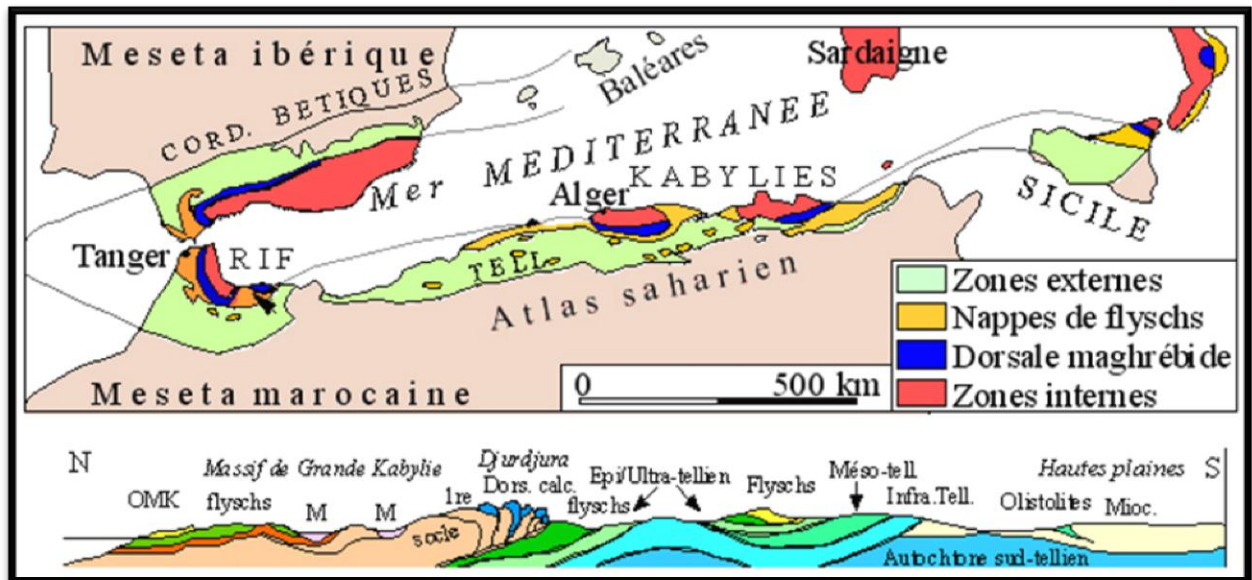 Meseta ibérique
CORD. BETIQUES
Baléares
Sardaigne
Mer MEDITERRANEE
Alger
KABYLIES
SICILE
Tanger
RIF
TELL
Atlas saharien
Meseta marocaine
0 500 km
Zones externes
Nappes de flyschs
Dorsale maghrébide
Zones internes
N
Massif de Grande Kabylie
Djurdjura
Hautes plaines
S
OMK
flyschs
M
M
1re
Dors. calc.
flyschs
Epi/Ultra-tellien
Flyschs
Méso-tell.
Infra.Tell.
Olistolites
Mioc.
socle
Autochtone sud-tellien